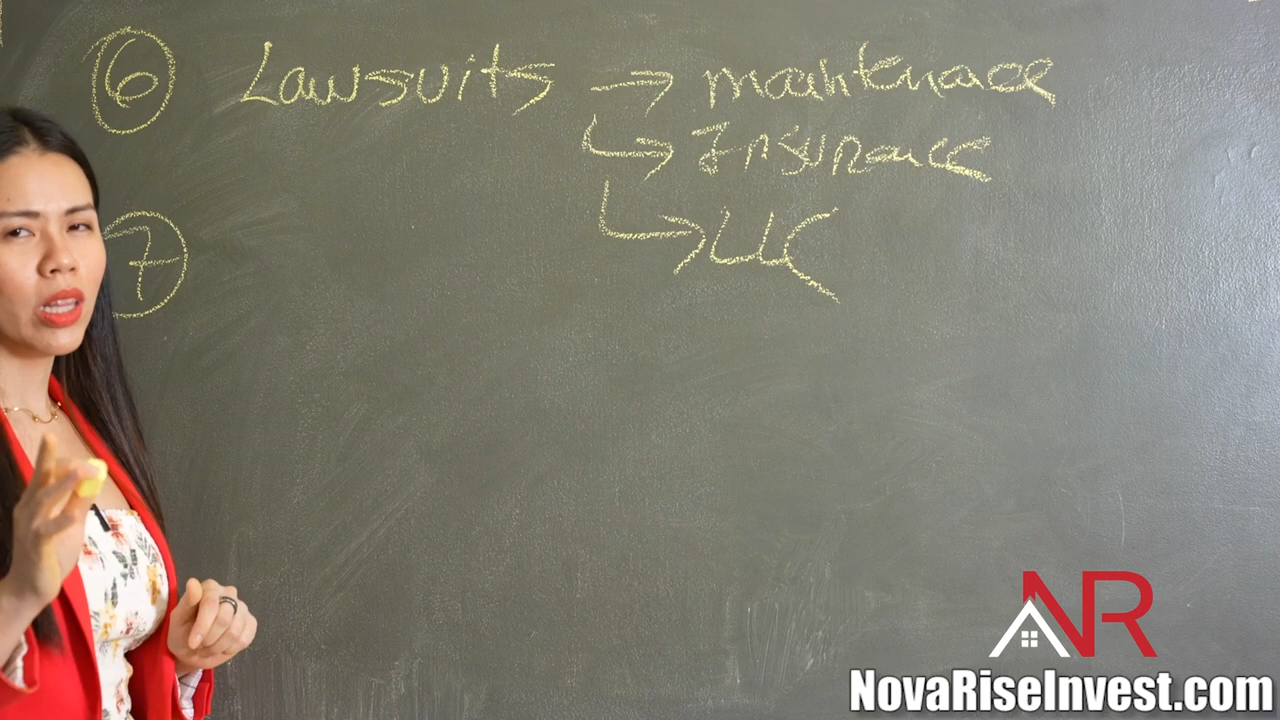 6 Lawsuits → maintenance
↳ Insurance
↳ LLC
7
NR
NovaRiseInvest.com